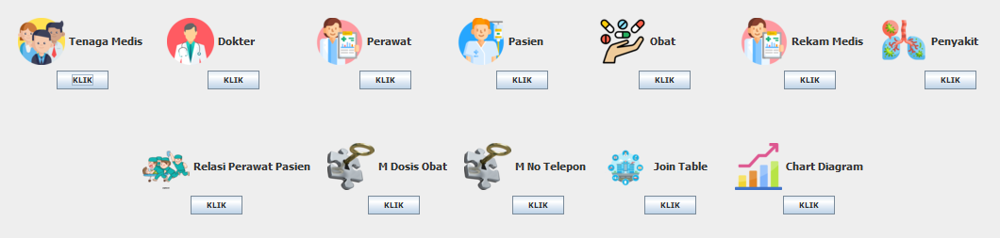 Tenaga Medis Dokter Perawat Pasien Obat Rekam Medis Penyakit
KLIK KLIK KLIK KLIK KLIK KLIK KLIK
Relasi Perawat Pasien M Dosis Obat M No Telepon Join Table Chart Diagram
KLIK KLIK KLIK KLIK KLIK